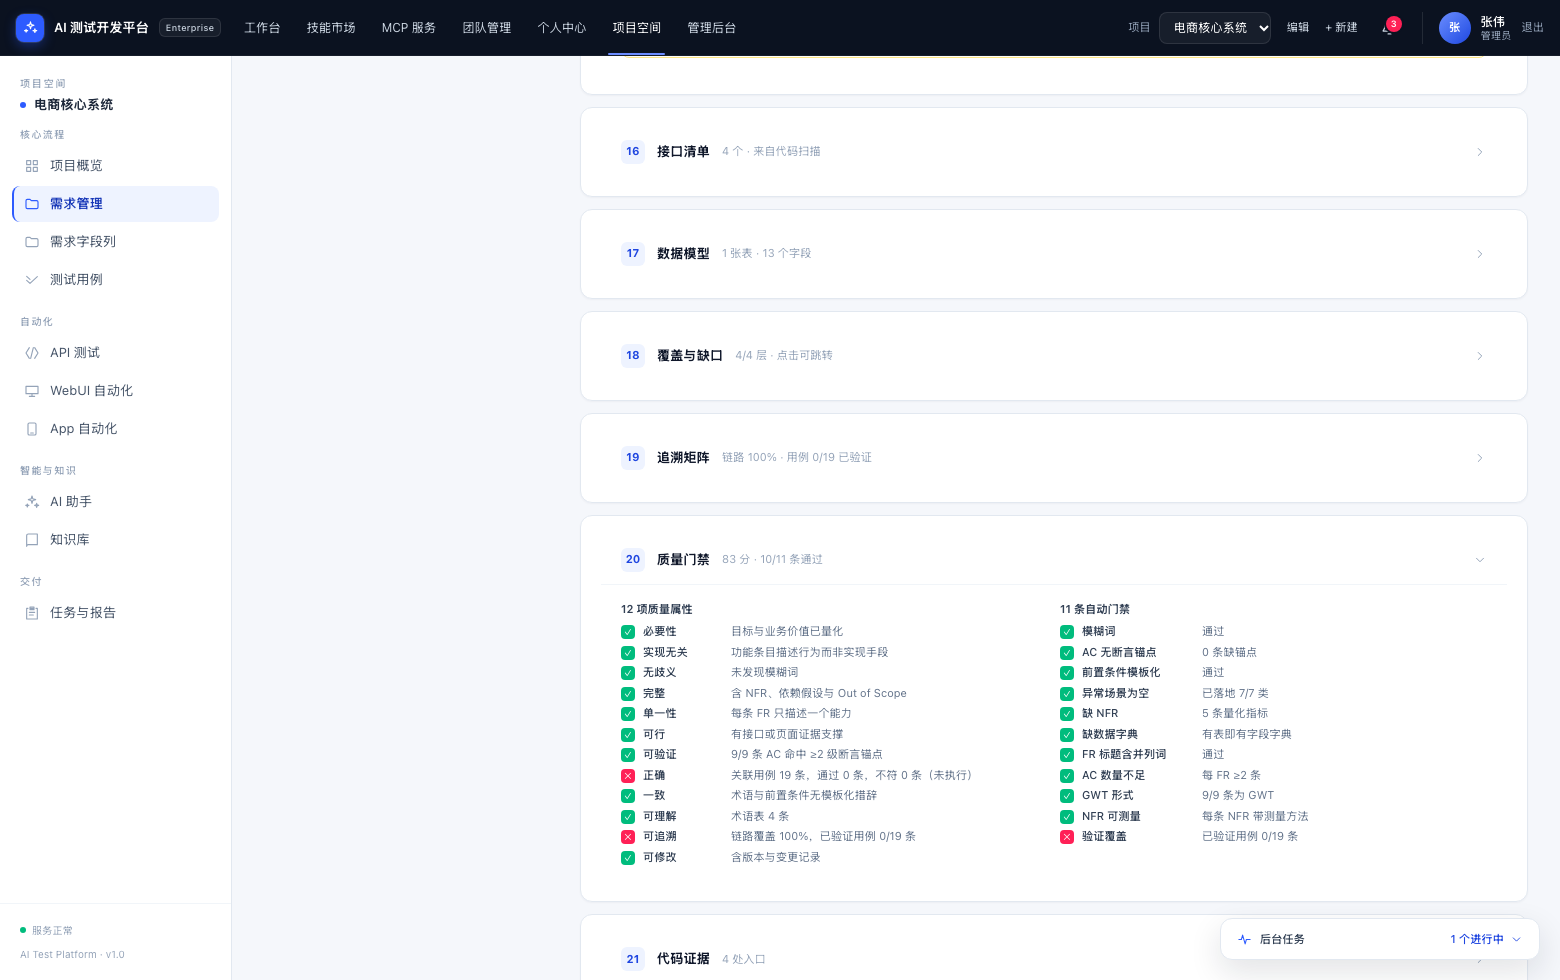 AI 测试开发平台
Enterprise
工作台
技能市场
MCP 服务
团队管理
个人中心
项目空间
管理后台
项目
电商核心系统
编辑
+ 新建
3
张
张伟
管理员
退出
项目空间
电商核心系统
核心流程
项目概览
需求管理
需求字段列
测试用例
自动化
API 测试
WebUI 自动化
App 自动化
智能与知识
AI 助手
知识库
交付
任务与报告
服务正常
AI Test Platform · v1.0
16 接口清单 4 个 · 来自代码扫描
17 数据模型 1 张表 · 13 个字段
18 覆盖与缺口 4/4 层 · 点击可跳转
19 追溯矩阵 链路 100% · 用例 0/19 已验证
20 质量门禁 83 分 · 10/11 条通过
12 项质量属性
必要性 目标与业务价值已量化
实现无关 功能条目描述行为而非实现手段
无歧义 未发现模糊词
完整 含 NFR、依赖假设与 Out of Scope
单一性 每条 FR 只描述一个能力
可行 有接口或页面证据支撑
可验证 9/9 条 AC 命中 ≥2 级断言锚点
正确 关联用例 19 条，通过 0 条，不符 0 条（未执行）
一致 术语与前置条件无模板化措辞
可理解 术语表 4 条
可追溯 链路覆盖 100%，已验证用例 0/19 条
可修改 含版本与变更记录
11 条自动门禁
模糊词 通过
AC 无断言锚点 0 条缺锚点
前置条件模板化 通过
异常场景为空 已落地 7/7 类
缺 NFR 5 条量化指标
缺数据字典 有表即有字段字典
FR 标题含并列词 通过
AC 数量不足 每 FR ≥2 条
GWT 形式 9/9 条为 GWT
NFR 可测量 每条 NFR 带测量方法
验证覆盖 已验证用例 0/19 条
21 代码证据 4 处入口
后台任务 1 个进行中